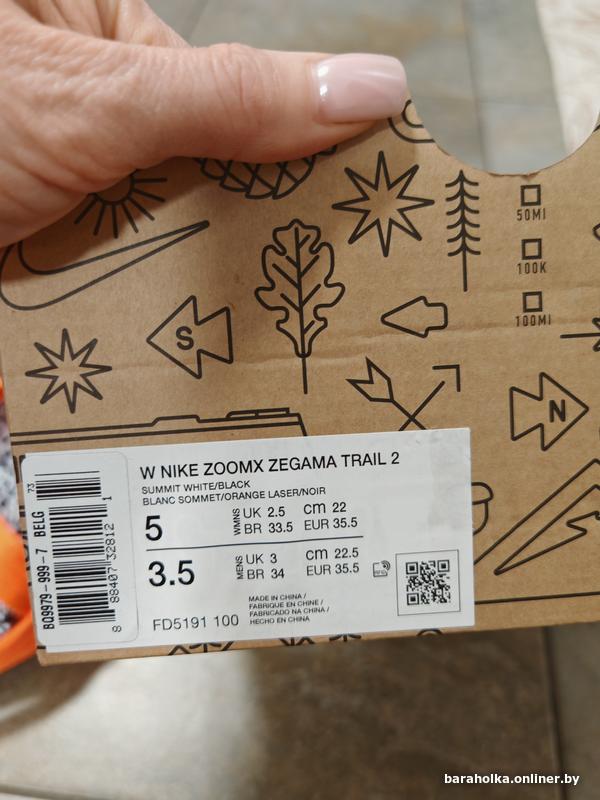 50MI
100K
100MI
S
N
W NIKE ZOOMX ZEGAMA TRAIL 2
SUMMIT WHITE/BLACK
BLANC SOMMET/ORANGE LASER/NOIR
5
WMNS
UK 2.5 cm 22
BR 33.5 EUR 35.5
3.5
MENS
UK 3 cm 22.5
BR 34 EUR 35.5
FD5191 100
MADE IN CHINA /
FABRIQUE EN CHINE /
FABRICADO NA CHINA /
HECHO EN CHINA
RFID
73
BQ9979-999-7 BELG
8 88407 32812 1
baraholka.onliner.by